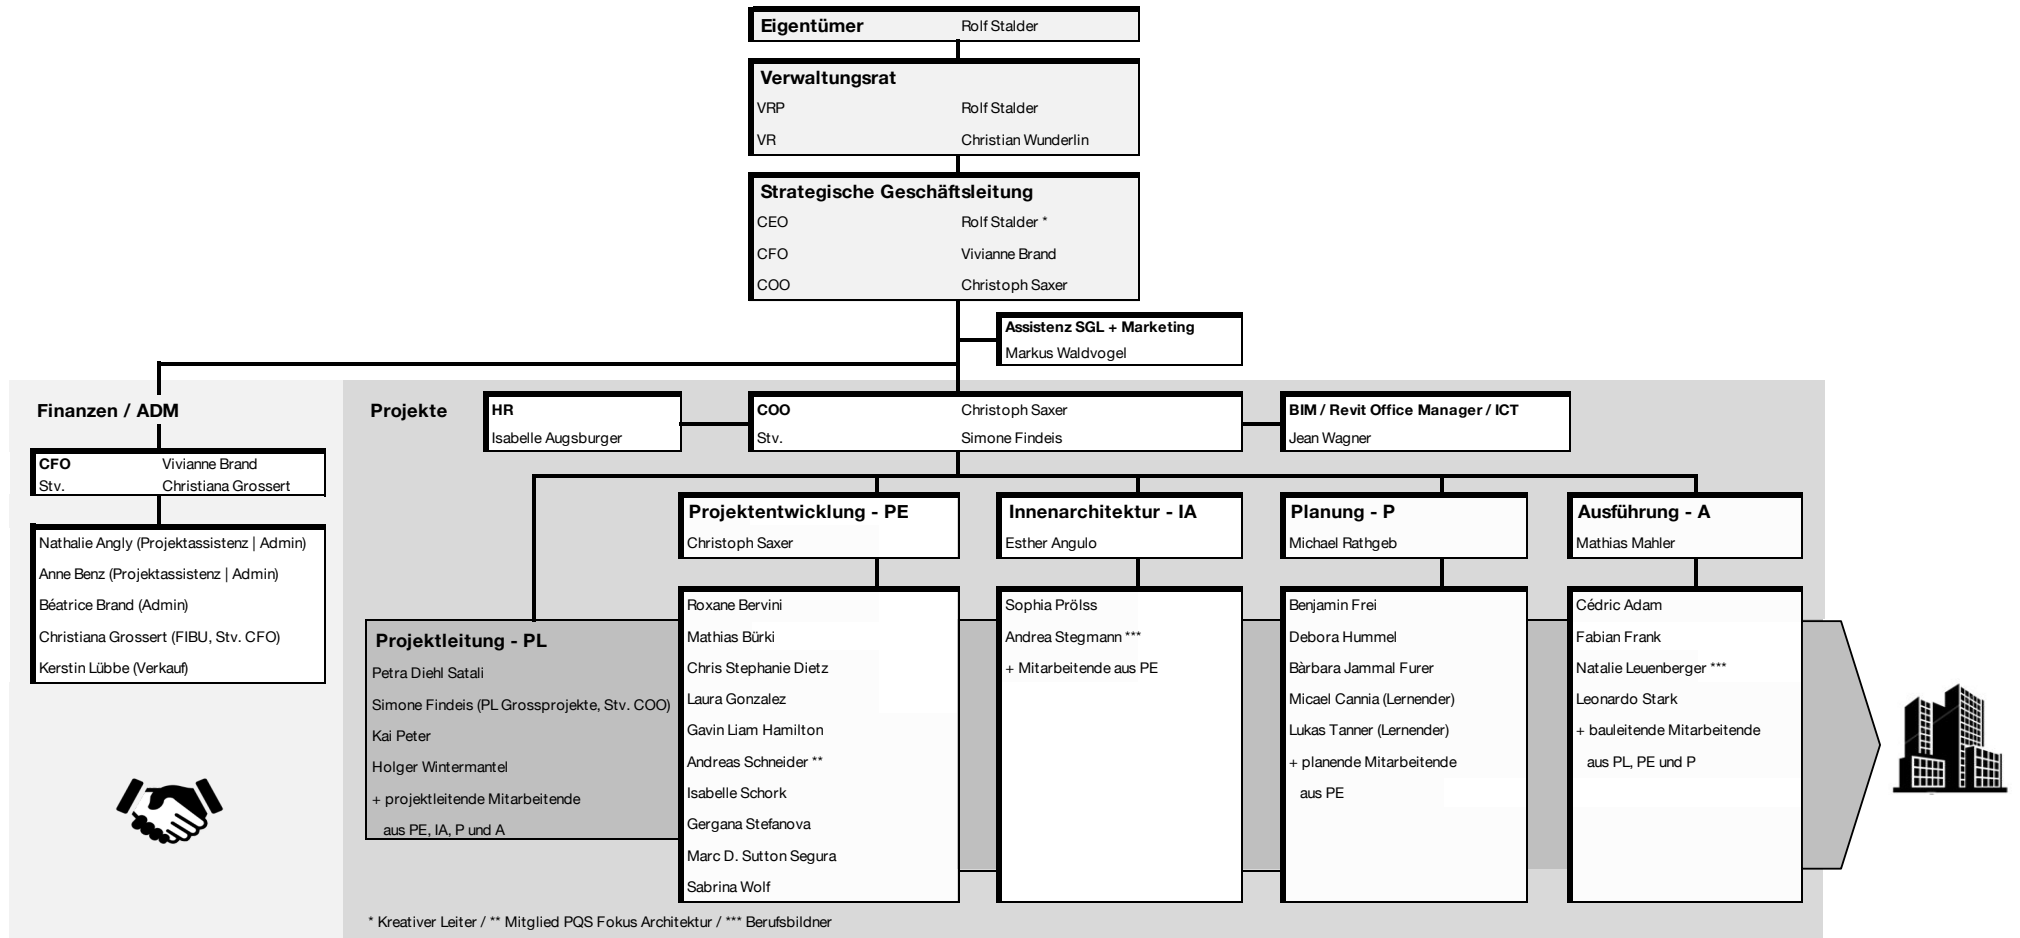 Eigentümer Rolf Stalder
Verwaltungsrat
VRP Rolf Stalder
VR Christian Wunderlin
Strategische Geschäftsleitung
CEO Rolf Stalder *
CFO Vivianne Brand
COO Christoph Saxer
Assistenz SGL + Marketing
Markus Waldvogel
Finanzen / ADM
CFO Vivianne Brand
Stv. Christiana Grossert
Nathalie Angly (Projektassistenz | Admin)
Anne Benz (Projektassistenz | Admin)
Béatrice Brand (Admin)
Christiana Grossert (FIBU, Stv. CFO)
Kerstin Lübbe (Verkauf)
Projekte
HR
Isabelle Augsburger
COO Christoph Saxer
Stv. Simone Findeis
BIM / Revit Office Manager / ICT
Jean Wagner
Projektleitung - PL
Petra Diehl Satali
Simone Findeis (PL Grossprojekte, Stv. COO)
Kai Peter
Holger Wintermantel
+ projektleitende Mitarbeitende
aus PE, IA, P und A
Projektentwicklung - PE
Christoph Saxer
Roxane Bervini
Mathias Bürki
Chris Stephanie Dietz
Laura Gonzalez
Gavin Liam Hamilton
Andreas Schneider **
Isabelle Schork
Gergana Stefanova
Marc D. Sutton Segura
Sabrina Wolf
Innenarchitektur - IA
Esther Angulo
Sophia Prölss
Andrea Stegmann ***
+ Mitarbeitende aus PE
Planung - P
Michael Rathgeb
Benjamin Frei
Debora Hummel
Bàrbara Jammal Furer
Micael Cannia (Lernender)
Lukas Tanner (Lernender)
+ planende Mitarbeitende
aus PE
Ausführung - A
Mathias Mahler
Cédric Adam
Fabian Frank
Natalie Leuenberger ***
Leonardo Stark
+ bauleitende Mitarbeitende
aus PL, PE und P
* Kreativer Leiter / ** Mitglied PQS Fokus Architektur / *** Berufsbildner